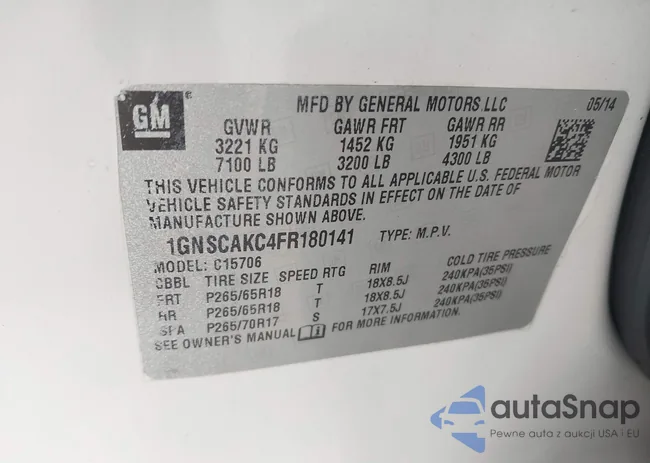 GM
MFD BY GENERAL MOTORS LLC 05/14
GVWR GAWR FRT GAWR RR
3221 KG 1452 KG 1951 KG
7100 LB 3200 LB 4300 LB
THIS VEHICLE CONFORMS TO ALL APPLICABLE U.S. FEDERAL MOTOR
VEHICLE SAFETY STANDARDS IN EFFECT ON THE DATE OF
MANUFACTURE SHOWN ABOVE.
1GNSCAKC4FR180141 TYPE: M.P.V.
MODEL: C15706
CBBL TIRE SIZE SPEED RTG RIM COLD TIRE PRESSURE
FRT P265/65R18 T 18X8.5J 240KPA(35PSI)
RR P265/65R18 T 18X8.5J 240KPA(35PSI)
SPA P265/70R17 S 17X7.5J 240KPA(35PSI)
SEE OWNER'S MANUAL FOR MORE INFORMATION.
autaSnap
Pewne auta z aukcji USA i EU